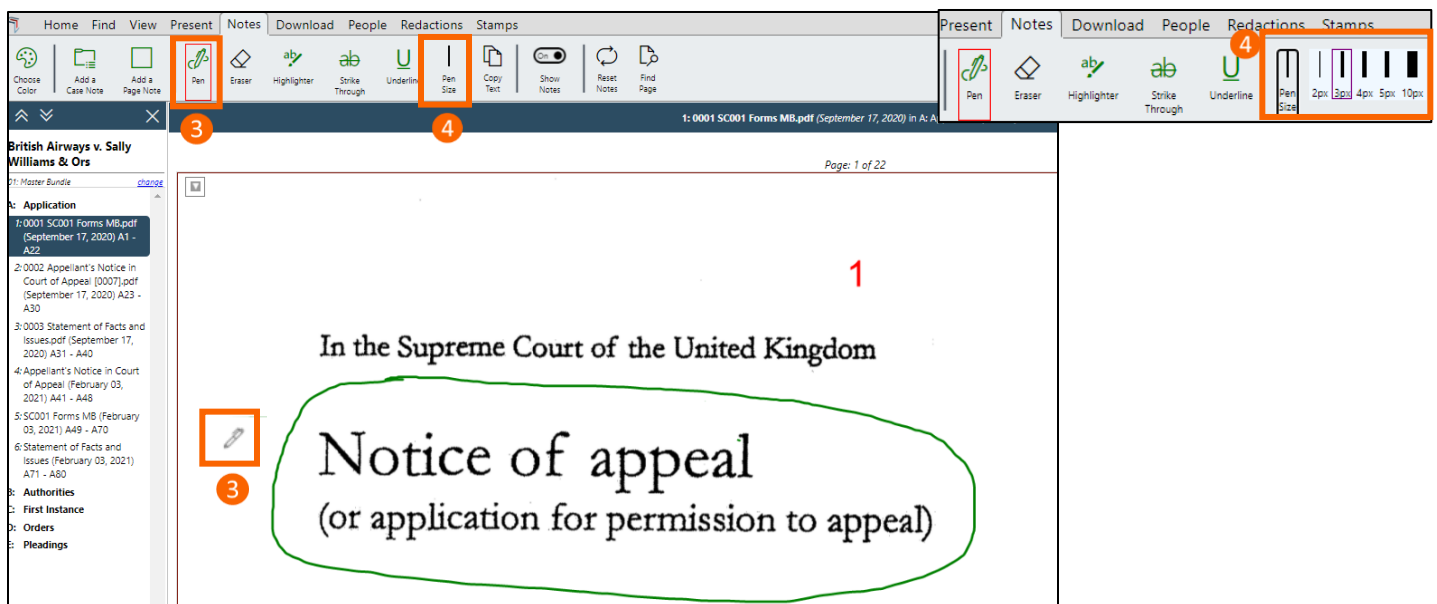 Home Find View Present Notes Download People Redactions Stamps
Choose Color
Add a Case Note
Add a Page Note
Pen
Eraser
Highlighter
Strike Through
Underline
Pen Size
Copy Text
On
Show Notes
Reset Notes
Find Page
3
4
Present Notes Download People Redactions Stamps
4
Pen
Eraser
Highlighter
Strike Through
Underline
Pen Size
2px 3px 4px 5px 10px
1: 0001 SC001 Forms MB.pdf (September 17, 2020) in A: A
British Airways v. Sally
Williams & Ors
01: Master Bundle change
A: Application
1: 0001 SC001 Forms MB.pdf
(September 17, 2020) A1 -
A22
2: 0002 Appellant's Notice in
Court of Appeal [0007].pdf
(September 17, 2020) A23 -
A30
3: 0003 Statement of Facts and
Issues.pdf (September 17,
2020) A31 - A40
4: Appellant's Notice in Court
of Appeal (February 03,
2021) A41 - A48
5: SC001 Forms MB (February
03, 2021) A49 - A70
6: Statement of Facts and
Issues (February 03, 2021)
A71 - A80
B: Authorities
C: First Instance
D: Orders
E: Pleadings
Page: 1 of 22
1
In the Supreme Court of the United Kingdom
3
Notice of appeal
(or application for permission to appeal)